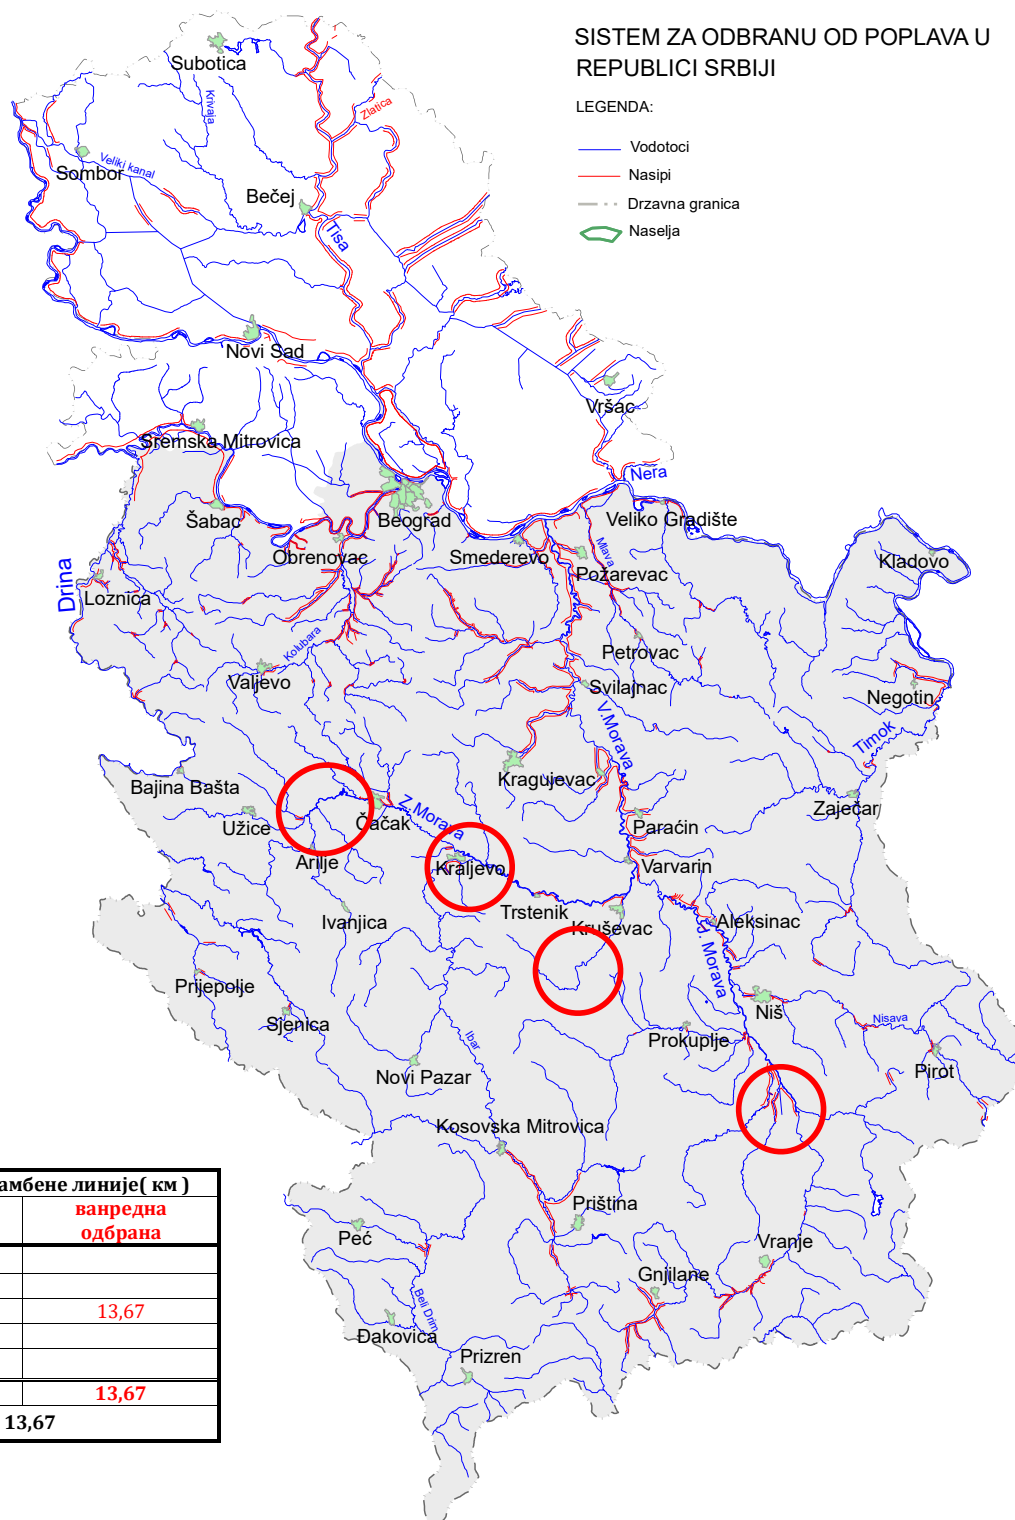 SISTEM ZA ODBRANU OD POPLAVA U
REPUBLICI SRBIJI
LEGENDA:
Vodotoci
Nasipi
Drzavna granica
Naselja
Subotica
Krivaja
Zlatica
Sombor
Veliki kanal
Bečej
Tisa
Novi Sad
Vršac
Sremska Mitrovica
Nera
Šabac
Beograd
Veliko Gradište
Obrenovac
Smederevo
Mlava
Kladovo
Drina
Loznica
Požarevac
Kolubara
Petrovac
Valjevo
Svilajnac
Negotin
V.Morava
Timok
Bajina Bašta
Kragujevac
Zaječar
Užice
Čačak
Z.Morava
Paraćin
Arilje
Kraljevo
Varvarin
Ivanjica
Trstenik
Kruševac
Aleksinac
J. Morava
Prijepolje
Niš
Sjenica
Nisava
Ibar
Prokuplje
Pirot
Novi Pazar
Kosovska Mitrovica
Priština
Peć
Vranje
Gnjilane
Beli Drim
Đakovica
Prizren
амбене линије( км )
ванредна
одбрана
13,67
13,67
13,67